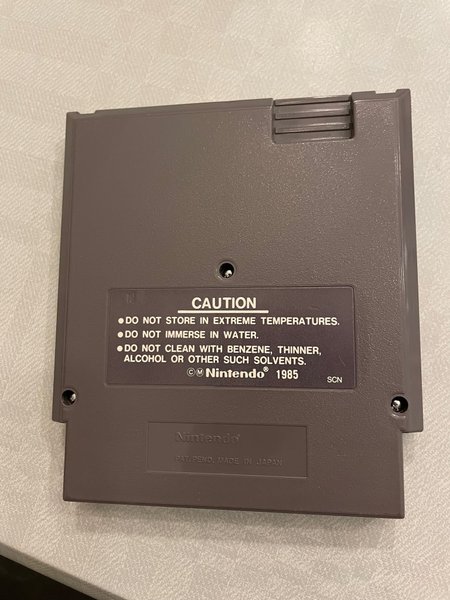 CAUTION
●DO NOT STORE IN EXTREME TEMPERATURES.
●DO NOT IMMERSE IN WATER.
●DO NOT CLEAN WITH BENZENE, THINNER,
ALCOHOL OR OTHER SUCH SOLVENTS.
©Ⓜ Nintendo® 1985
SCN
Nintendo®
PAT. PEND. MADE IN JAPAN